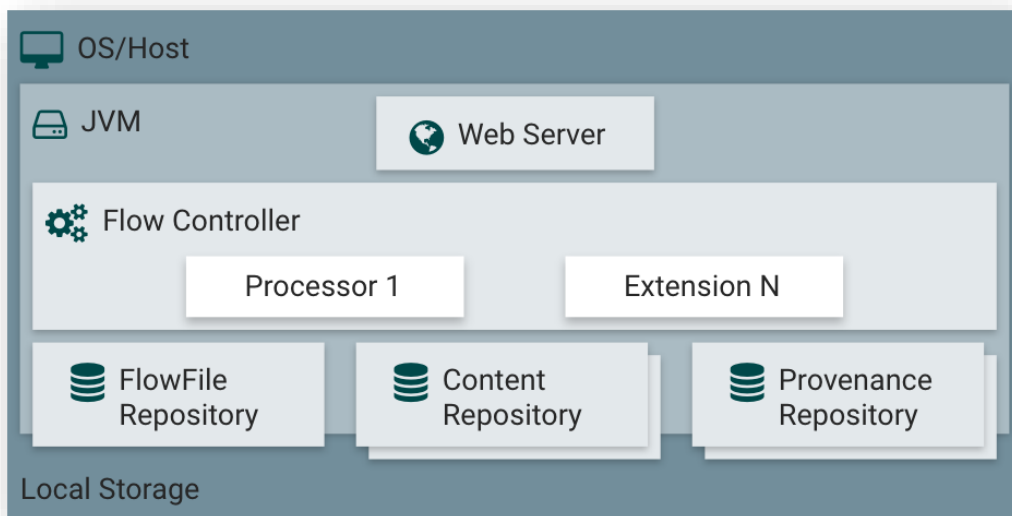 OS/Host
JVM
Web Server
Flow Controller
Processor 1
Extension N
FlowFile
Repository
Content
Repository
Provenance
Repository
Local Storage